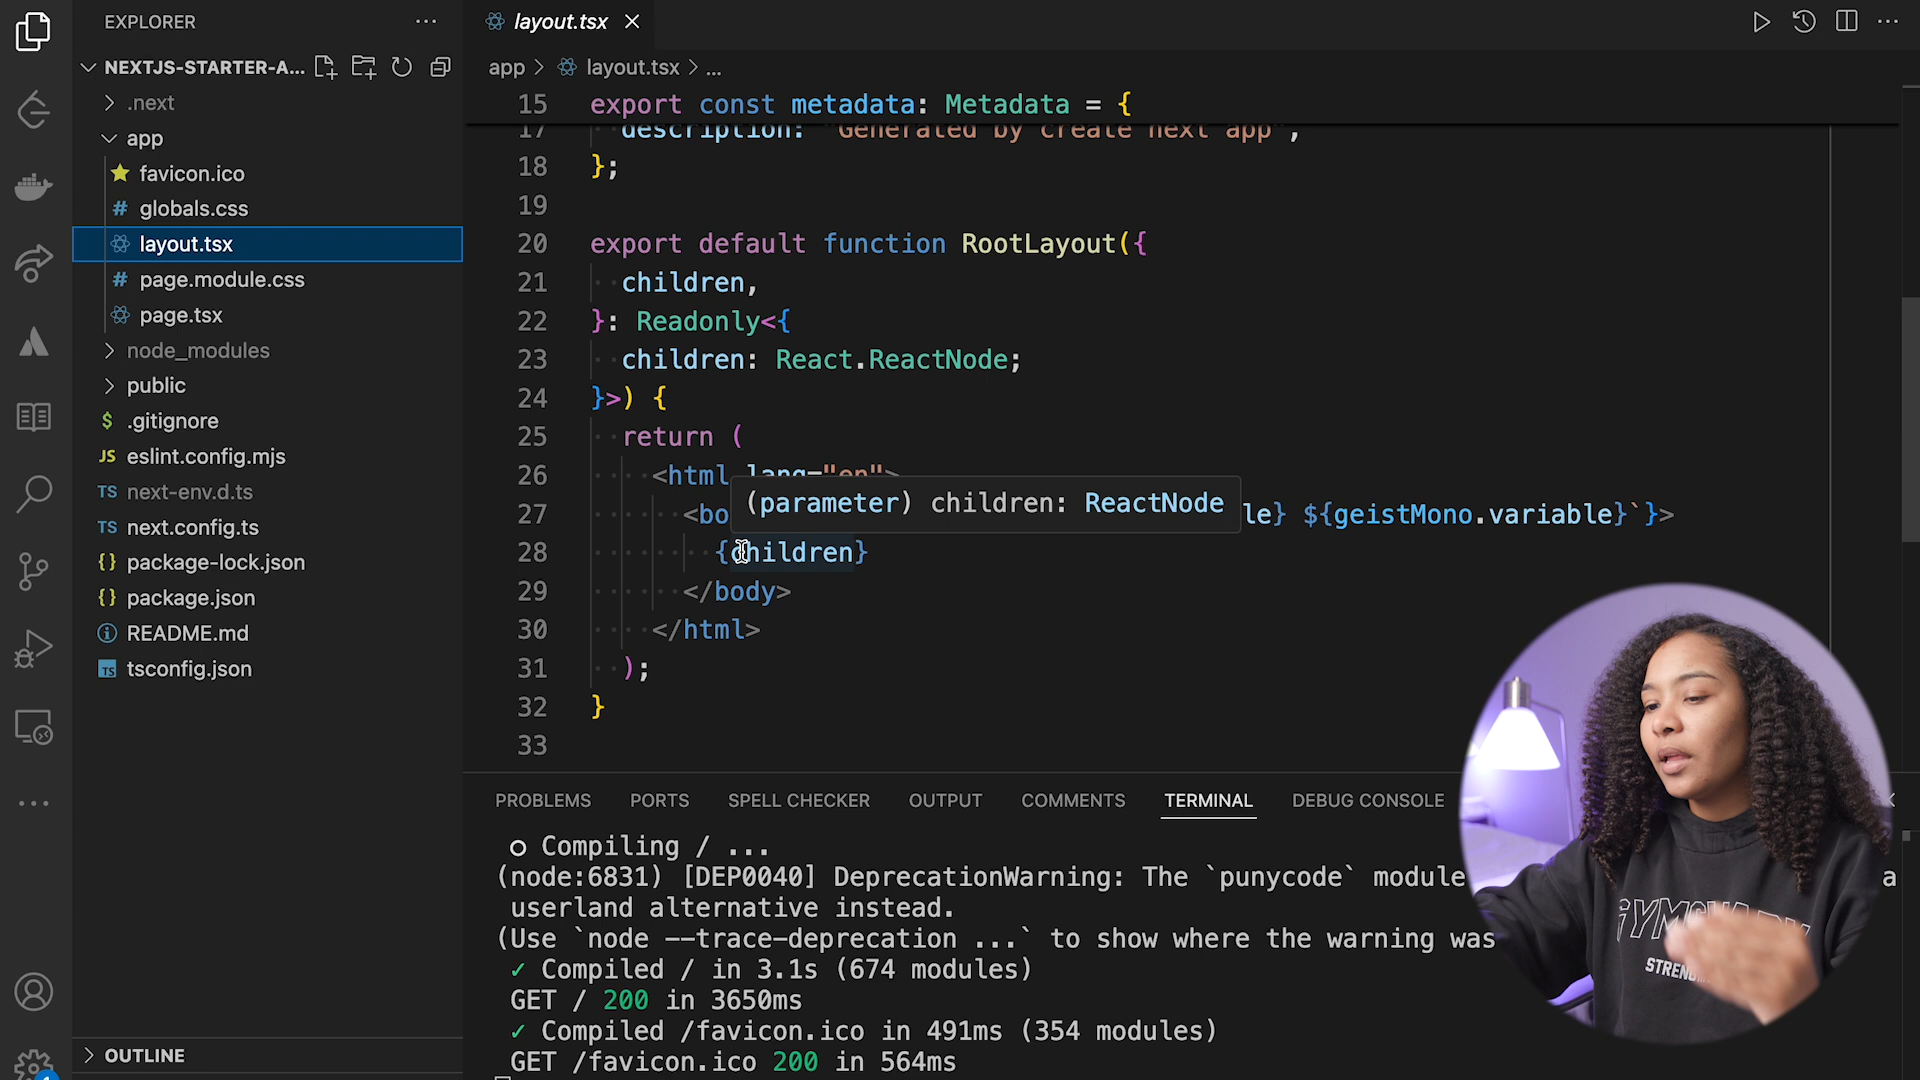 EXPLORER
NEXTJS-STARTER-A...
.next
app
favicon.ico
globals.css
layout.tsx
page.module.css
page.tsx
node_modules
public
.gitignore
JS eslint.config.mjs
TS next-env.d.ts
TS next.config.ts
{} package-lock.json
{} package.json
README.md
TS tsconfig.json
OUTLINE
layout.tsx
app > layout.tsx > ...
15 export const metadata: Metadata = {
17 description: "Generated by create next app",
18 };
19
20 export default function RootLayout({
21 children,
22 }: Readonly<{
23 children: React.ReactNode;
24 }>) {
25 return (
26 <html lang="en">
(parameter) children: ReactNode
27 <bo le} ${geistMono.variable}`}>
28 {children}
29 </body>
30 </html>
31 );
32 }
33
PROBLEMS PORTS SPELL CHECKER OUTPUT COMMENTS TERMINAL DEBUG CONSOLE
○ Compiling / ...
(node:6831) [DEP0040] DeprecationWarning: The `punycode` module a
userland alternative instead.
(Use `node --trace-deprecation ...` to show where the warning was
✓ Compiled / in 3.1s (674 modules)
GET / 200 in 3650ms
✓ Compiled /favicon.ico in 491ms (354 modules)
GET /favicon.ico 200 in 564ms